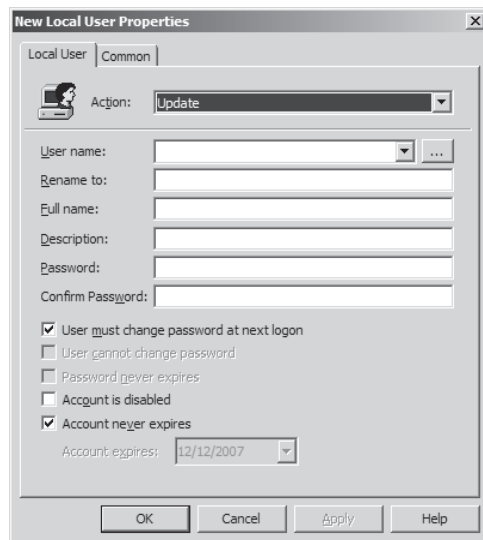 New Local User Properties
Local User Common
Action: Update
User name: ...
Rename to:
Full name:
Description:
Password:
Confirm Password:
User must change password at next logon
User cannot change password
Password never expires
Account is disabled
Account never expires
Account expires: 12/12/2007
OK Cancel Apply Help